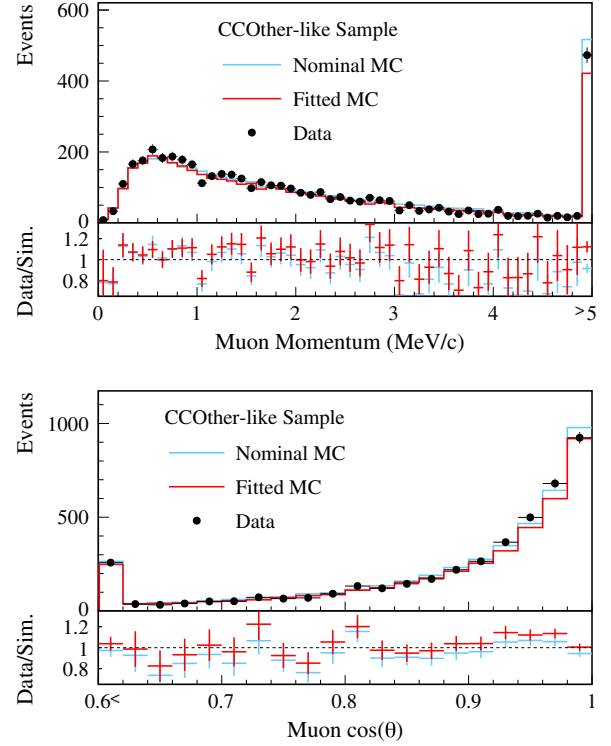 Events
600
400
200
0
CCOther-like Sample
Nominal MC
Fitted MC
Data
Data/Sim.
1.2
1
0.8
0 1 2 3 4 >5
Muon Momentum (MeV/c)
Events
1000
500
0
CCOther-like Sample
Nominal MC
Fitted MC
Data
Data/Sim.
1.2
1
0.8
0.6< 0.7 0.8 0.9 1
Muon cos(θ)